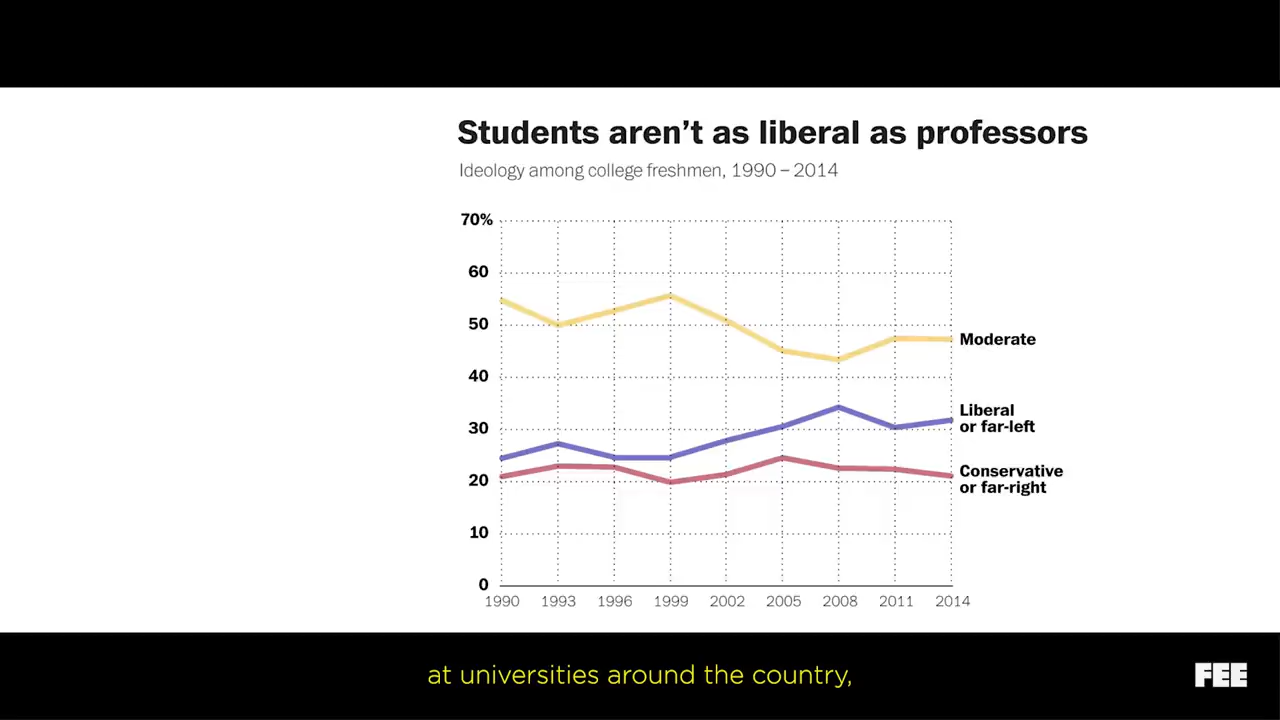 Students aren't as liberal as professors
Ideology among college freshmen, 1990 – 2014
70%
60
50
40
30
20
10
0
Moderate
Liberal
or far-left
Conservative
or far-right
1990 1993 1996 1999 2002 2005 2008 2011 2014
at universities around the country,
FEE